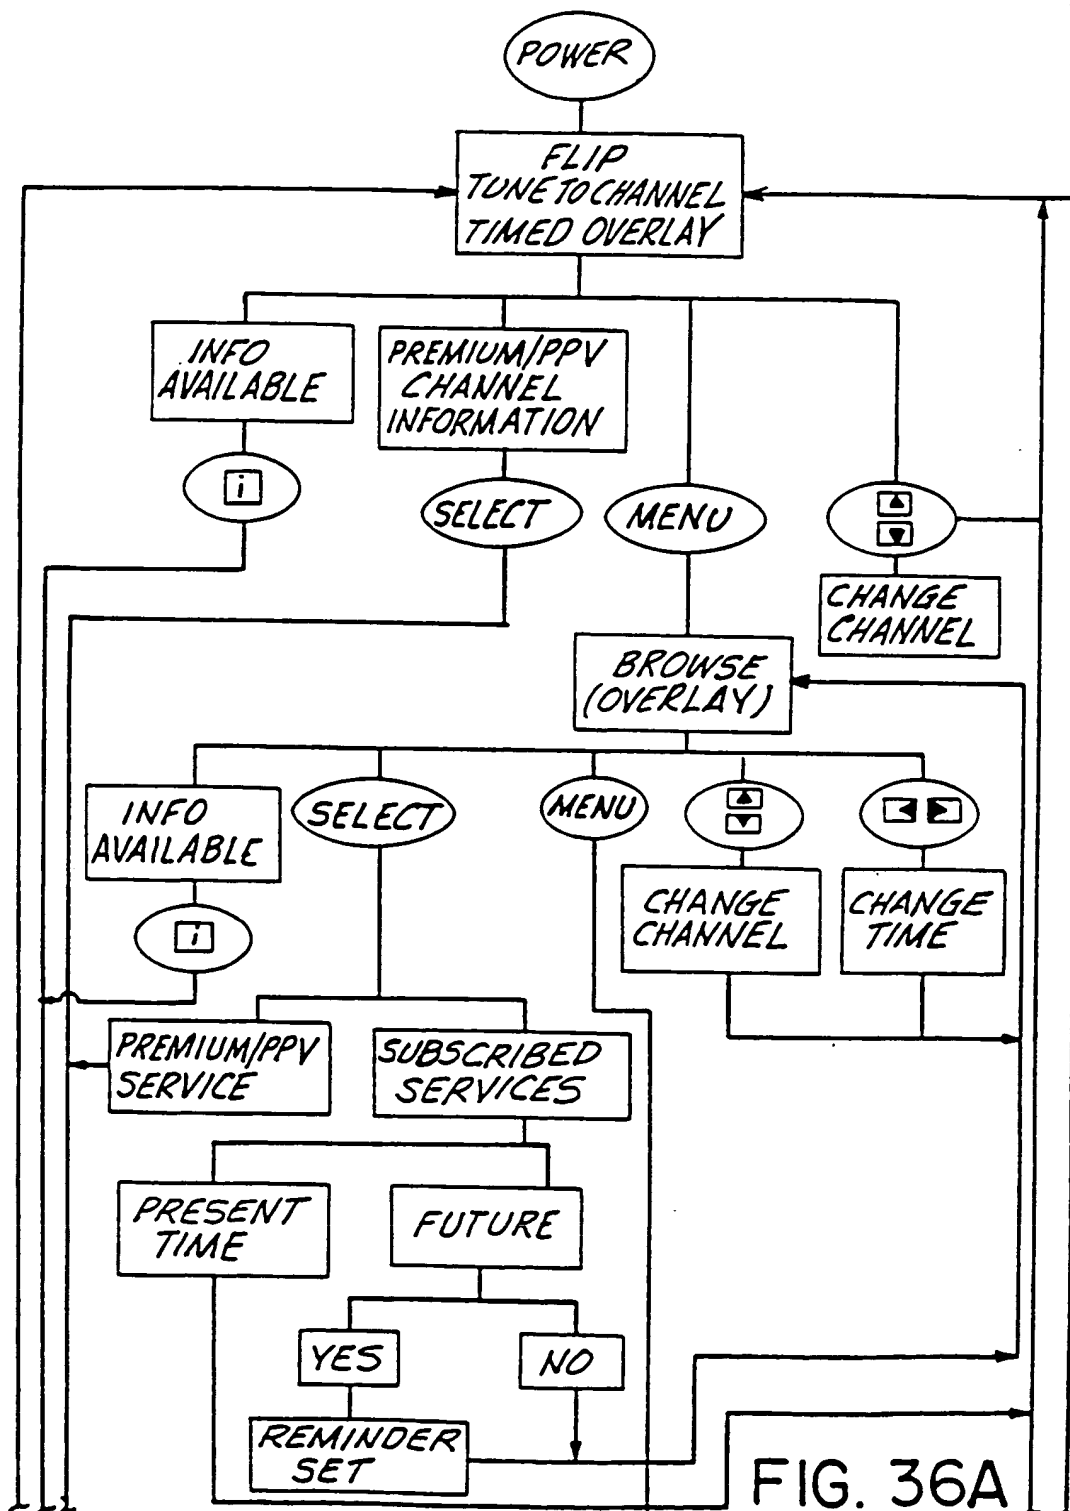 POWER
FLIP
TUNE TO CHANNEL
TIMED OVERLAY
INFO
AVAILABLE
PREMIUM/PPV
CHANNEL
INFORMATION
i
SELECT
MENU
CHANGE
CHANNEL
BROWSE
(OVERLAY)
INFO
AVAILABLE
SELECT
MENU
i
CHANGE
CHANNEL
CHANGE
TIME
PREMIUM/PPV
SERVICE
SUBSCRIBED
SERVICES
PRESENT
TIME
FUTURE
YES
NO
REMINDER
SET
FIG. 36A